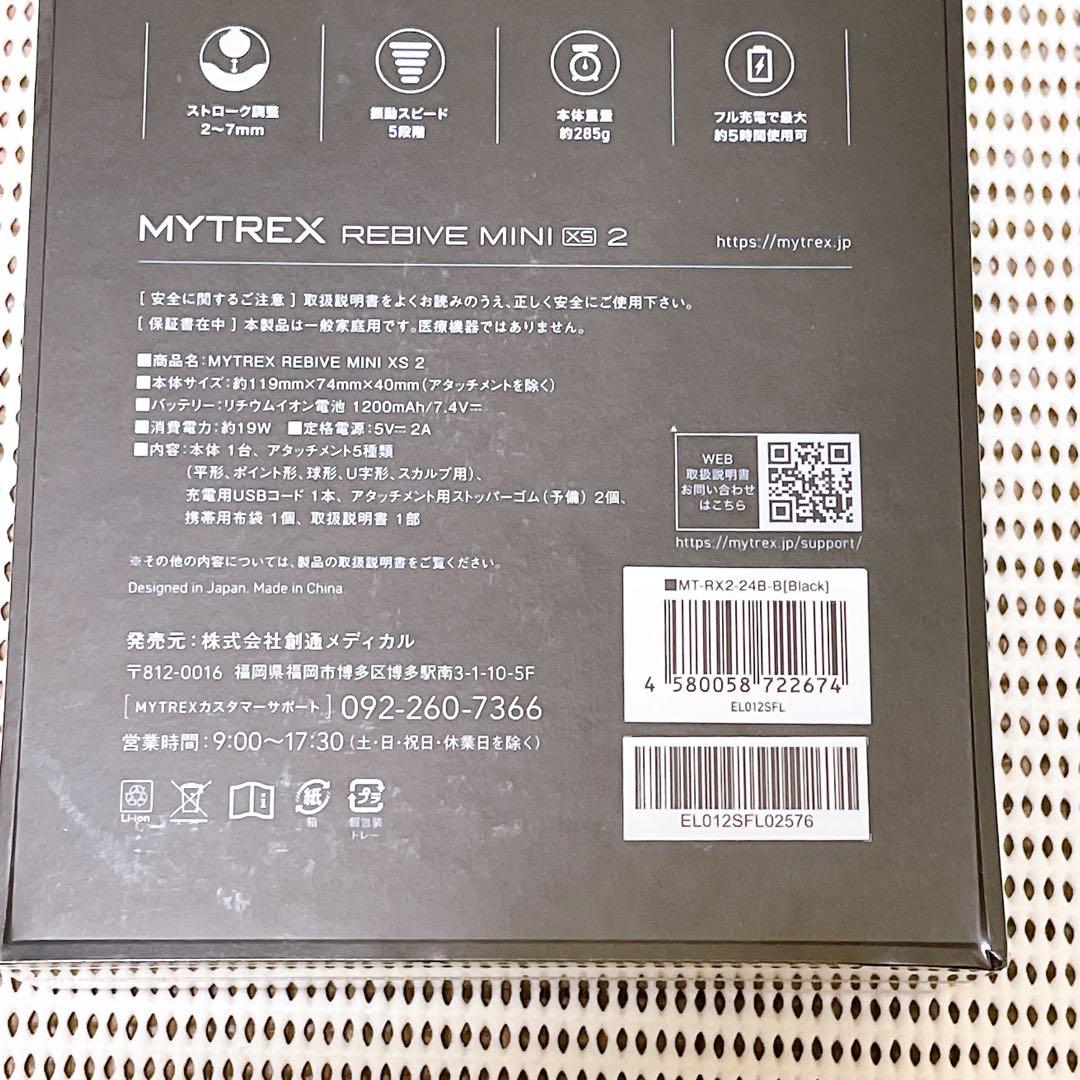 ストローク調整
2〜7mm
振動スピード
5段階
本体重量
約285g
フル充電で最大
約5時間使用可
MYTREX REBIVE MINI XS 2
https://mytrex.jp
[ 安全に関するご注意 ] 取扱説明書をよくお読みのうえ、正しく安全にご使用下さい。
[ 保証書在中 ] 本製品は一般家庭用です。医療機器ではありません。
■商品名:MYTREX REBIVE MINI XS 2
■本体サイズ:約119mm×74mm×40mm(アタッチメントを除く)
■バッテリー:リチウムイオン電池 1200mAh/7.4V⎓
■消費電力:約19W ■定格電源:5V⎓2A
■内容:本体 1台、アタッチメント5種類
(平形、ポイント形、球形、U字形、スカルプ用)、
充電用USBコード 1本、アタッチメント用ストッパーゴム(予備) 2個、
携帯用布袋 1個、取扱説明書 1部
WEB
取扱説明書
お問い合わせ
はこちら
https://mytrex.jp/support/
※その他の内容については、製品の取扱説明書をご覧ください。
Designed in Japan. Made in China
■MT-RX2-24B-B[Black]
4 580058 722674
EL012SFL
発売元:株式会社創通メディカル
〒812-0016 福岡県福岡市博多区博多駅南3-1-10-5F
[ MYTREXカスタマーサポート ] 092-260-7366
営業時間:9:00〜17:30(土・日・祝日・休業日を除く)
EL012SFL02576
Li-ion
紙
箱
プラ
個包装
トレー